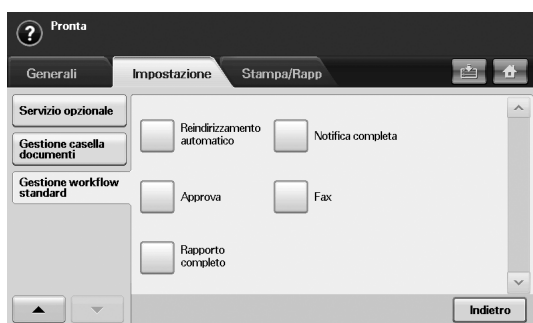 Pronta
Generali
Impostazione
Stampa/Rapp
Servizio opzionale
Gestione casella
documenti
Gestione workflow
standard
Reindirizzamento
automatico
Notifica completa
Approva
Fax
Rapporto
completo
Indietro